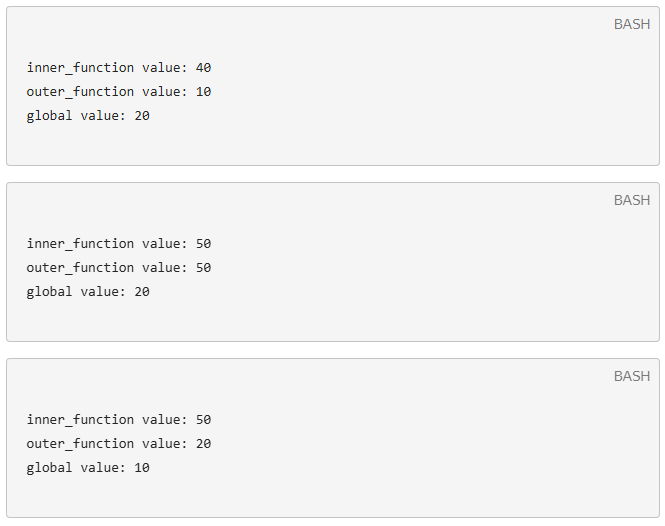 BASH
inner_function value: 40
outer_function value: 10
global value: 20
BASH
inner_function value: 50
outer_function value: 50
global value: 20
BASH
inner_function value: 50
outer_function value: 20
global value: 10